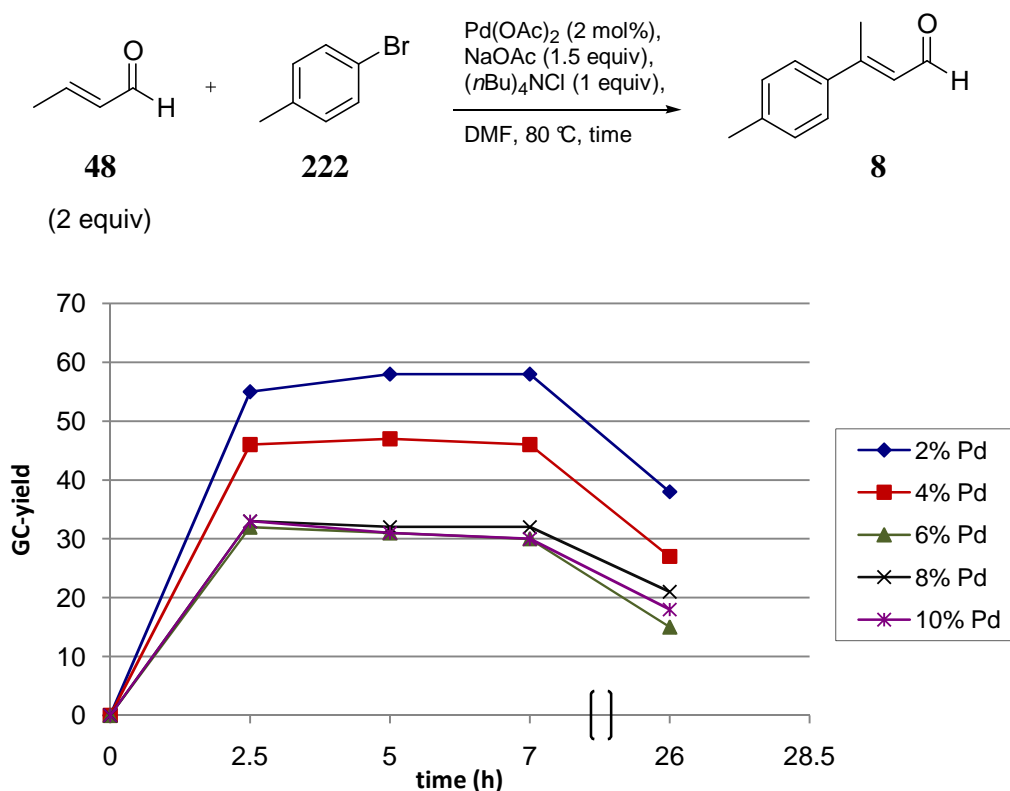 O
H
+
Br
Pd(OAc)2 (2 mol%),
NaOAc (1.5 equiv),
(nBu)4NCl (1 equiv),
DMF, 80 °C, time
O
H
48
222
8
(2 equiv)
70
60
50
40
30
20
10
0
GC-yield
0
2.5
5
7
26
28.5
time (h)
2% Pd
4% Pd
6% Pd
8% Pd
10% Pd